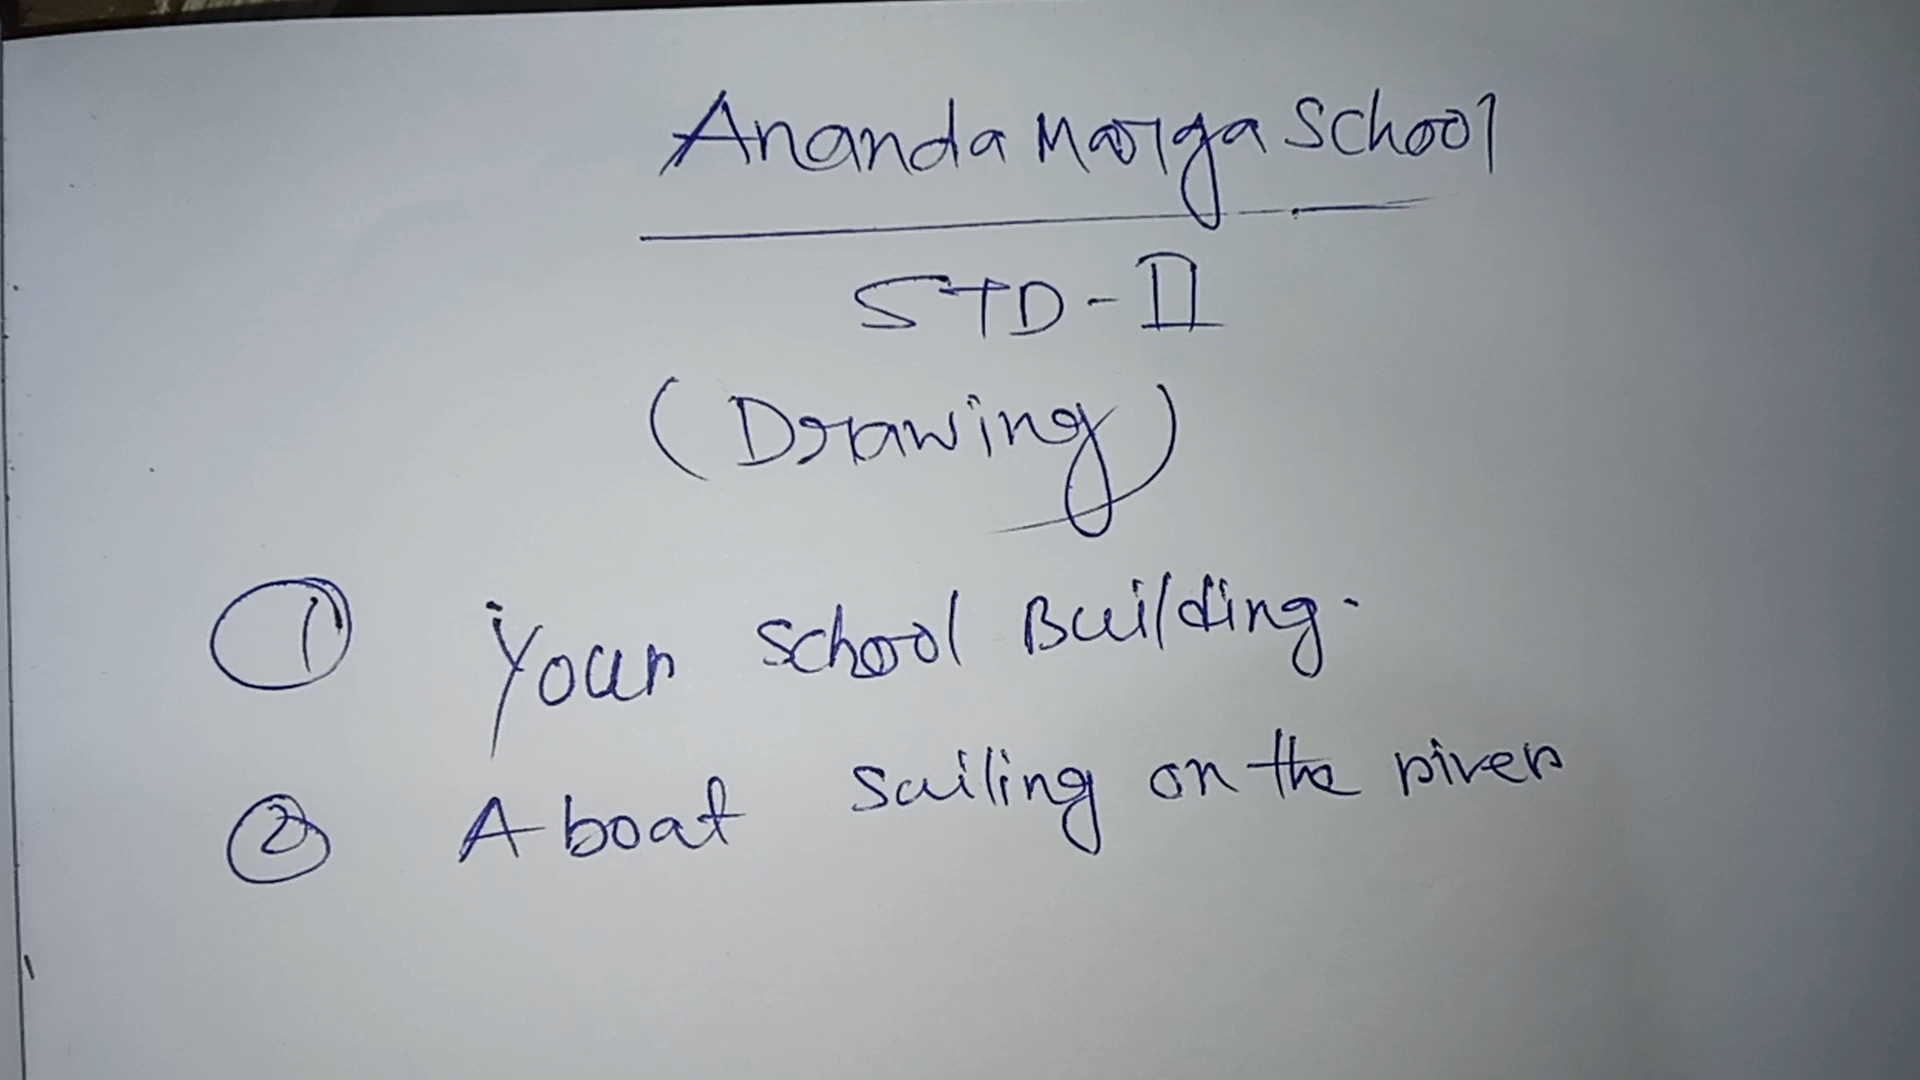 Ananda Marga School
STD-II
(Drawing)
① Your School Building.
② A boat sailing on the river